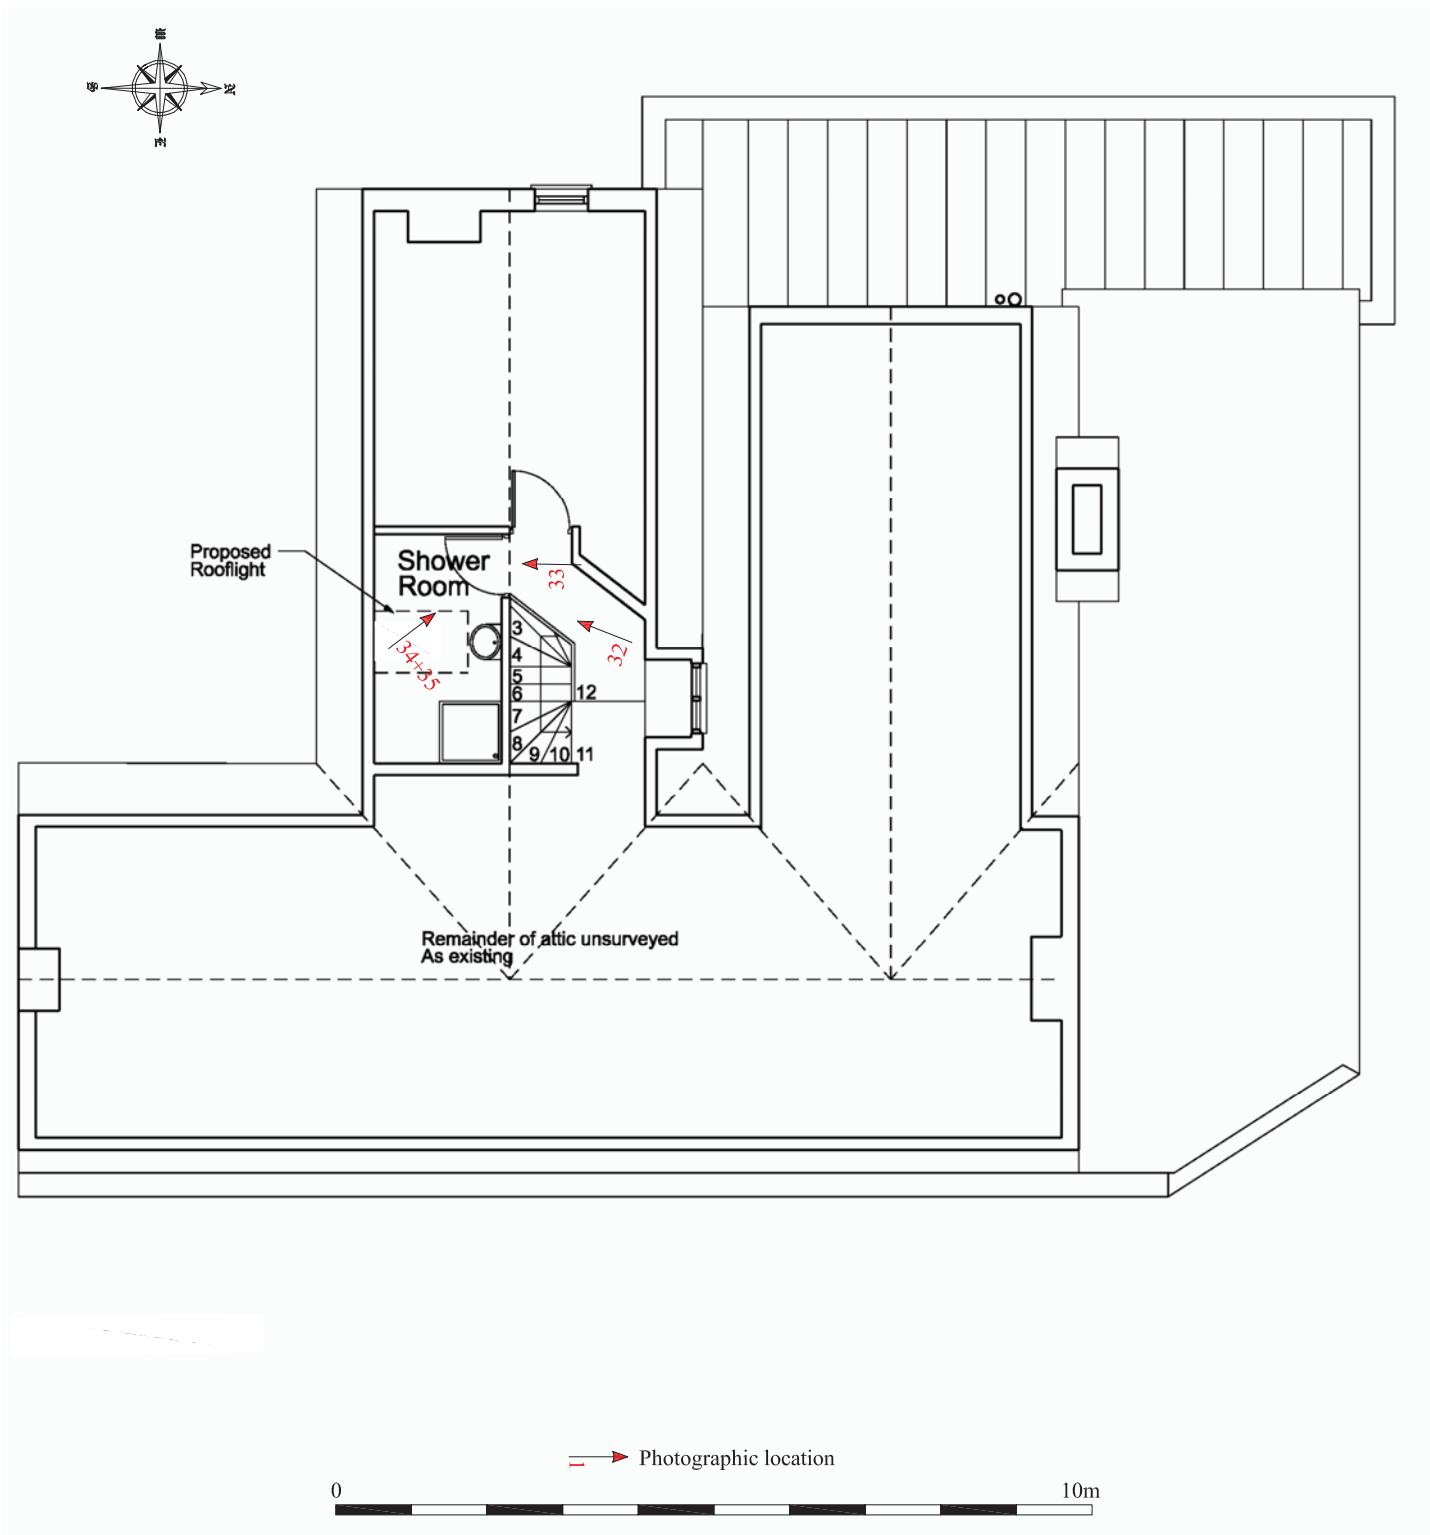 W
S
N
E
Proposed
Rooflight
Shower
Room
33
32
34+35
3
4
5
6
7
8
9
10
11
12
Remainder of attic unsurveyed
As existing
1
Photographic location
0
10m